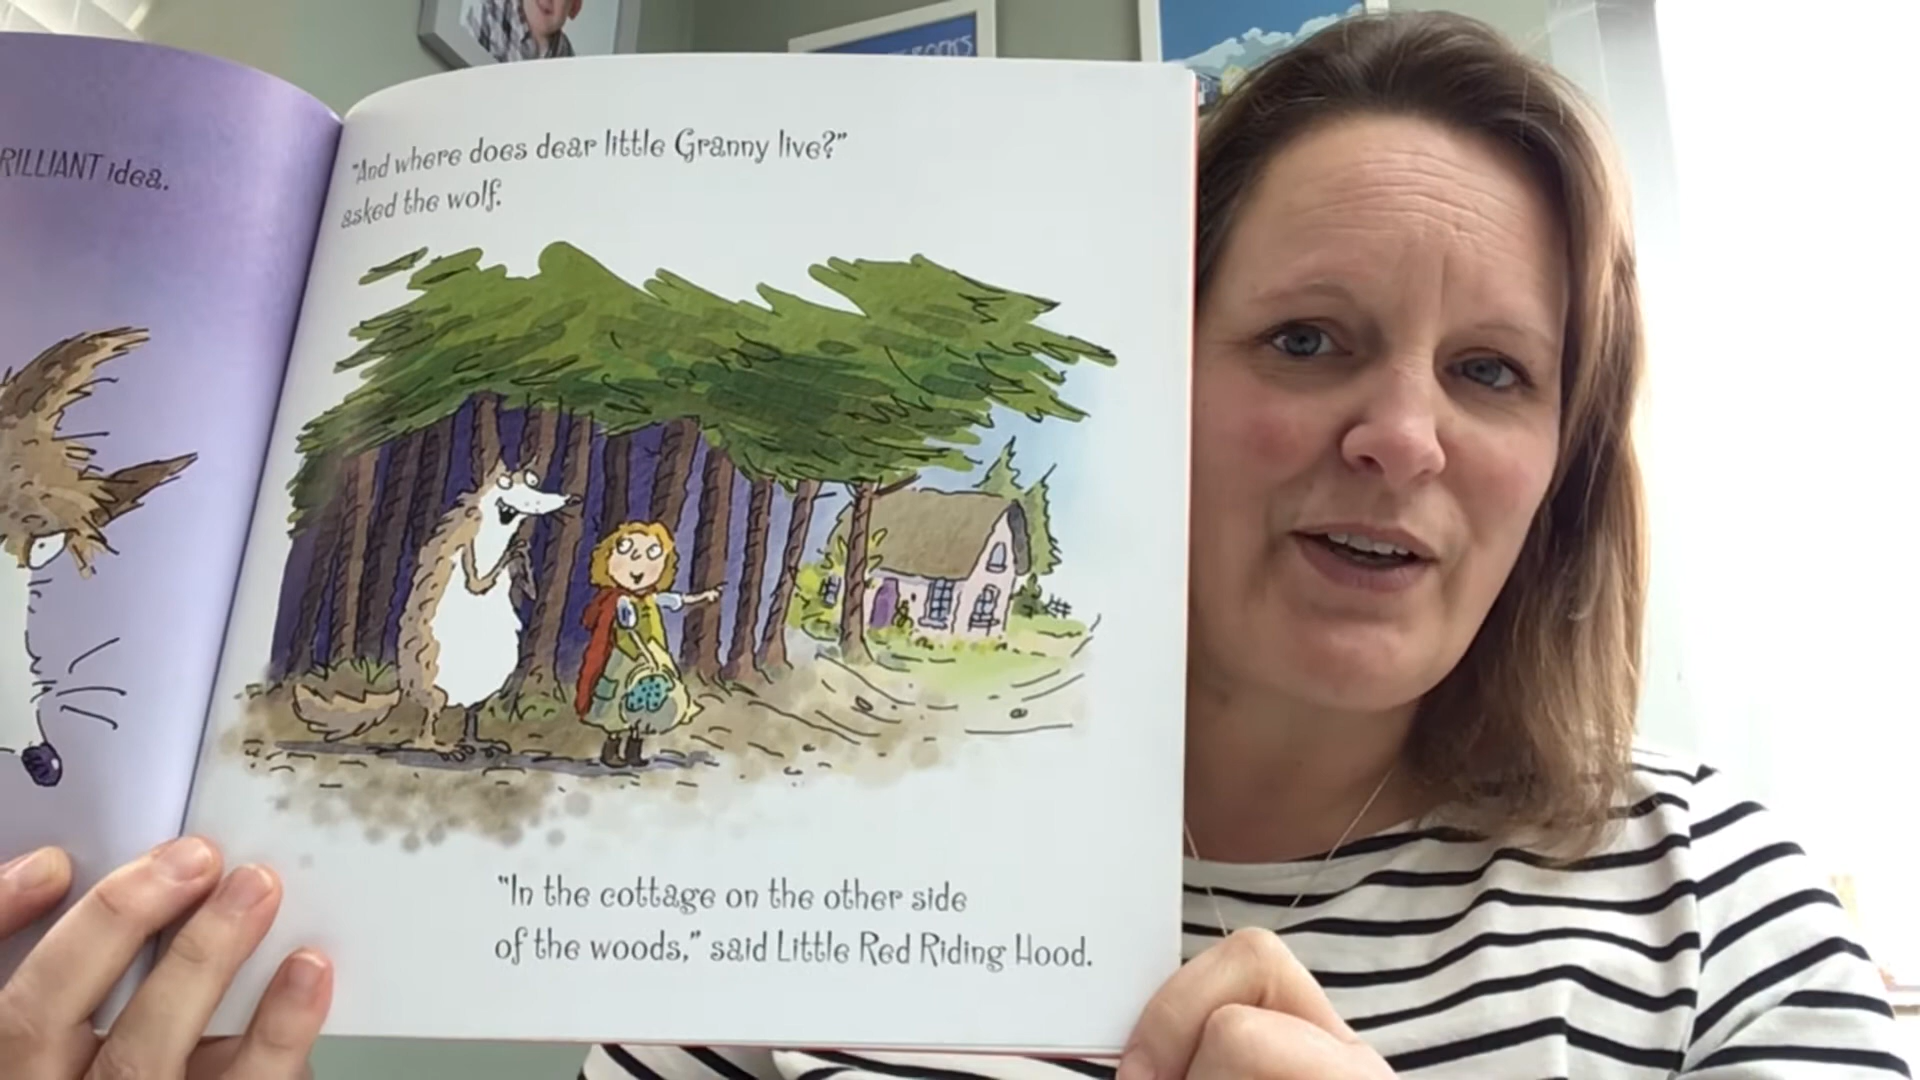 RILLIANT idea.
"And where does dear little Granny live?"
asked the wolf.
"In the cottage on the other side
of the woods," said Little Red Riding Hood.